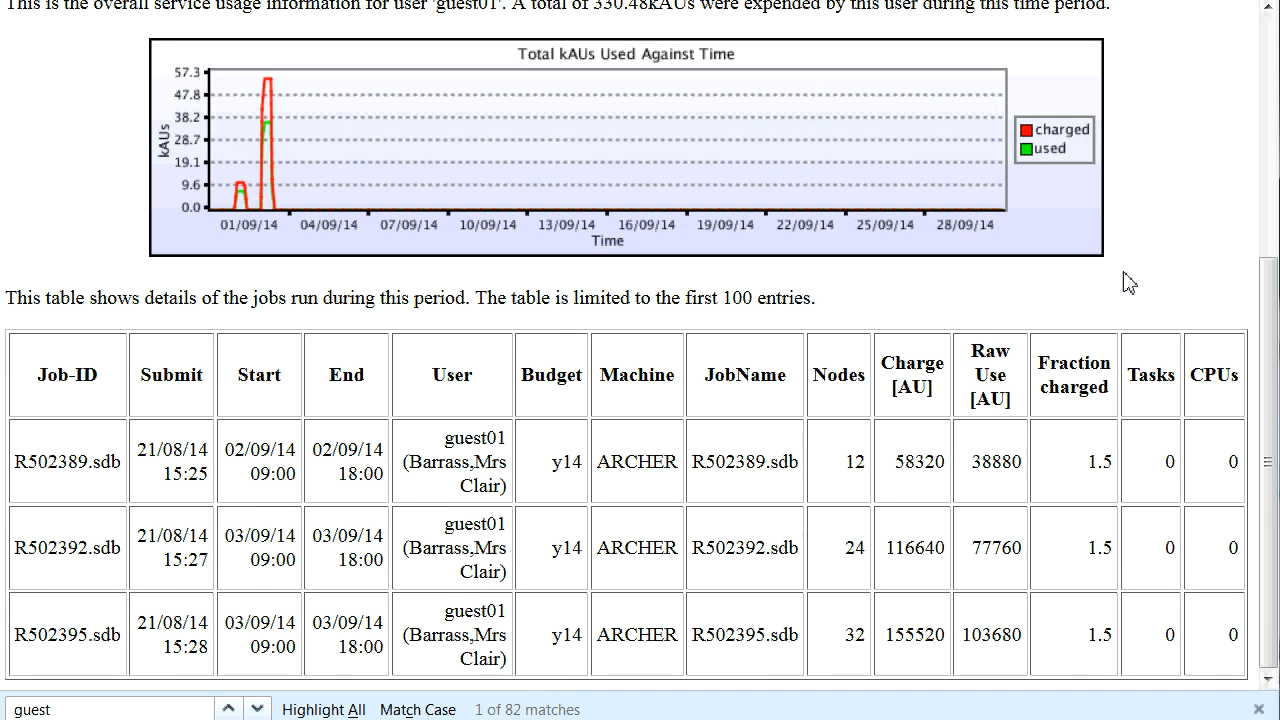 This is the overall service usage information for user 'guest01'. A total of 330.48kAUs were expended by this user during this time period.
Total kAUs Used Against Time
57.3
47.8
38.2
28.7
19.1
9.6
0.0
kAUs
charged
used
01/09/14 04/09/14 07/09/14 10/09/14 13/09/14 16/09/14 19/09/14 22/09/14 25/09/14 28/09/14
Time
This table shows details of the jobs run during this period. The table is limited to the first 100 entries.
Job-ID Submit Start End User Budget Machine JobName Nodes Charge [AU] Raw Use [AU] Fraction charged Tasks CPUs
R502389.sdb 21/08/14 15:25 02/09/14 09:00 02/09/14 18:00 guest01 (Barrass,Mrs Clair) y14 ARCHER R502389.sdb 12 58320 38880 1.5 0 0
R502392.sdb 21/08/14 15:27 03/09/14 09:00 03/09/14 18:00 guest01 (Barrass,Mrs Clair) y14 ARCHER R502392.sdb 24 116640 77760 1.5 0 0
R502395.sdb 21/08/14 15:28 03/09/14 09:00 03/09/14 18:00 guest01 (Barrass,Mrs Clair) y14 ARCHER R502395.sdb 32 155520 103680 1.5 0 0
guest Highlight All Match Case 1 of 82 matches